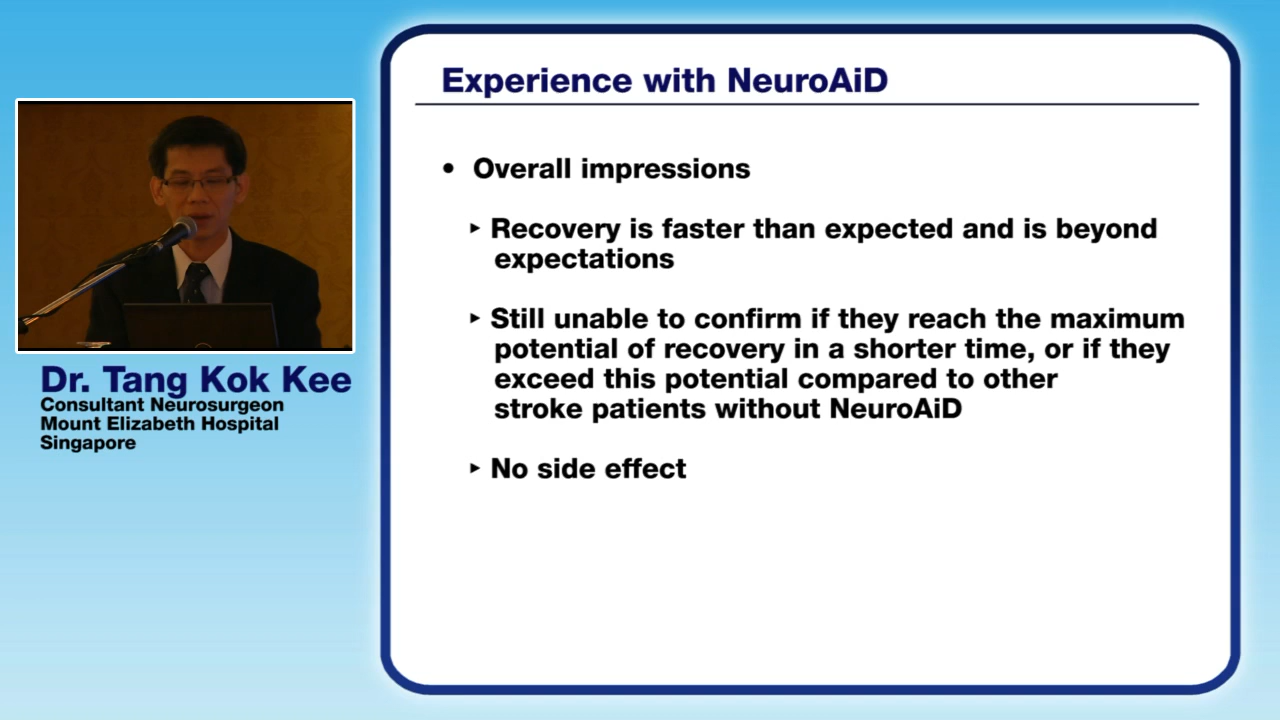 Experience with NeuroAiD
• Overall impressions
‣ Recovery is faster than expected and is beyond
expectations
‣ Still unable to confirm if they reach the maximum
potential of recovery in a shorter time, or if they
exceed this potential compared to other
stroke patients without NeuroAiD
‣ No side effect
Dr. Tang Kok Kee
Consultant Neurosurgeon
Mount Elizabeth Hospital
Singapore